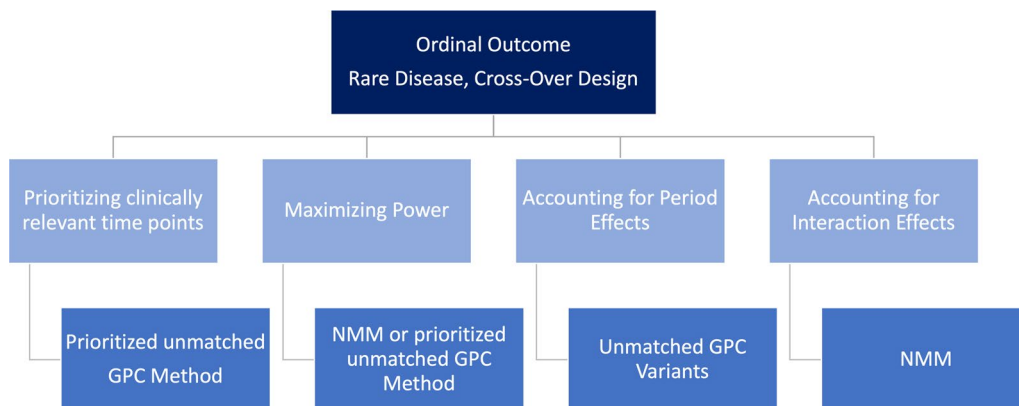 Ordinal Outcome
Rare Disease, Cross-Over Design
Prioritizing clinically
relevant time points
Maximizing Power
Accounting for Period
Effects
Accounting for
Interaction Effects
Prioritized unmatched
GPC Method
NMM or prioritized
unmatched GPC
Method
Unmatched GPC
Variants
NMM